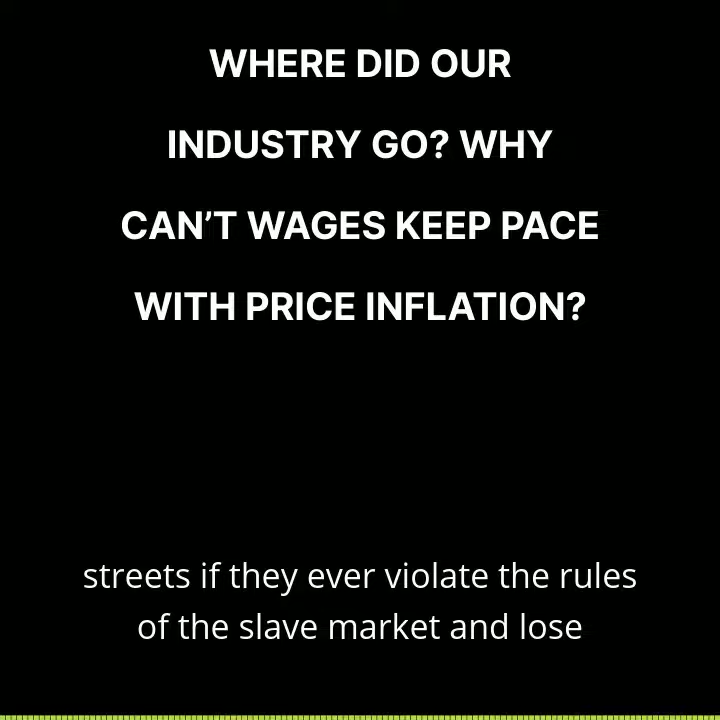 WHERE DID OUR
INDUSTRY GO? WHY
CAN’T WAGES KEEP PACE
WITH PRICE INFLATION?
streets if they ever violate the rules
of the slave market and lose